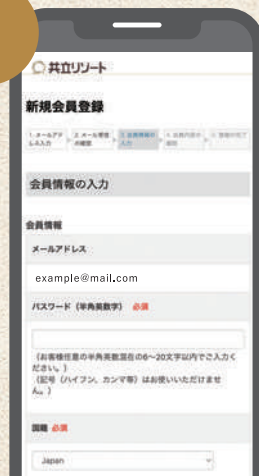 共立リゾート
新規会員登録
会員情報の入力
会員情報
メールアドレス
example@mail.com
パスワード（半角英数字） 必須
（お客様任意の半角英数混在の6〜20文字以内でご入力く
ださい。）
（記号（ハイフン、カンマ等）はお使いいただけませ
ん。）
国籍 必須
Japan